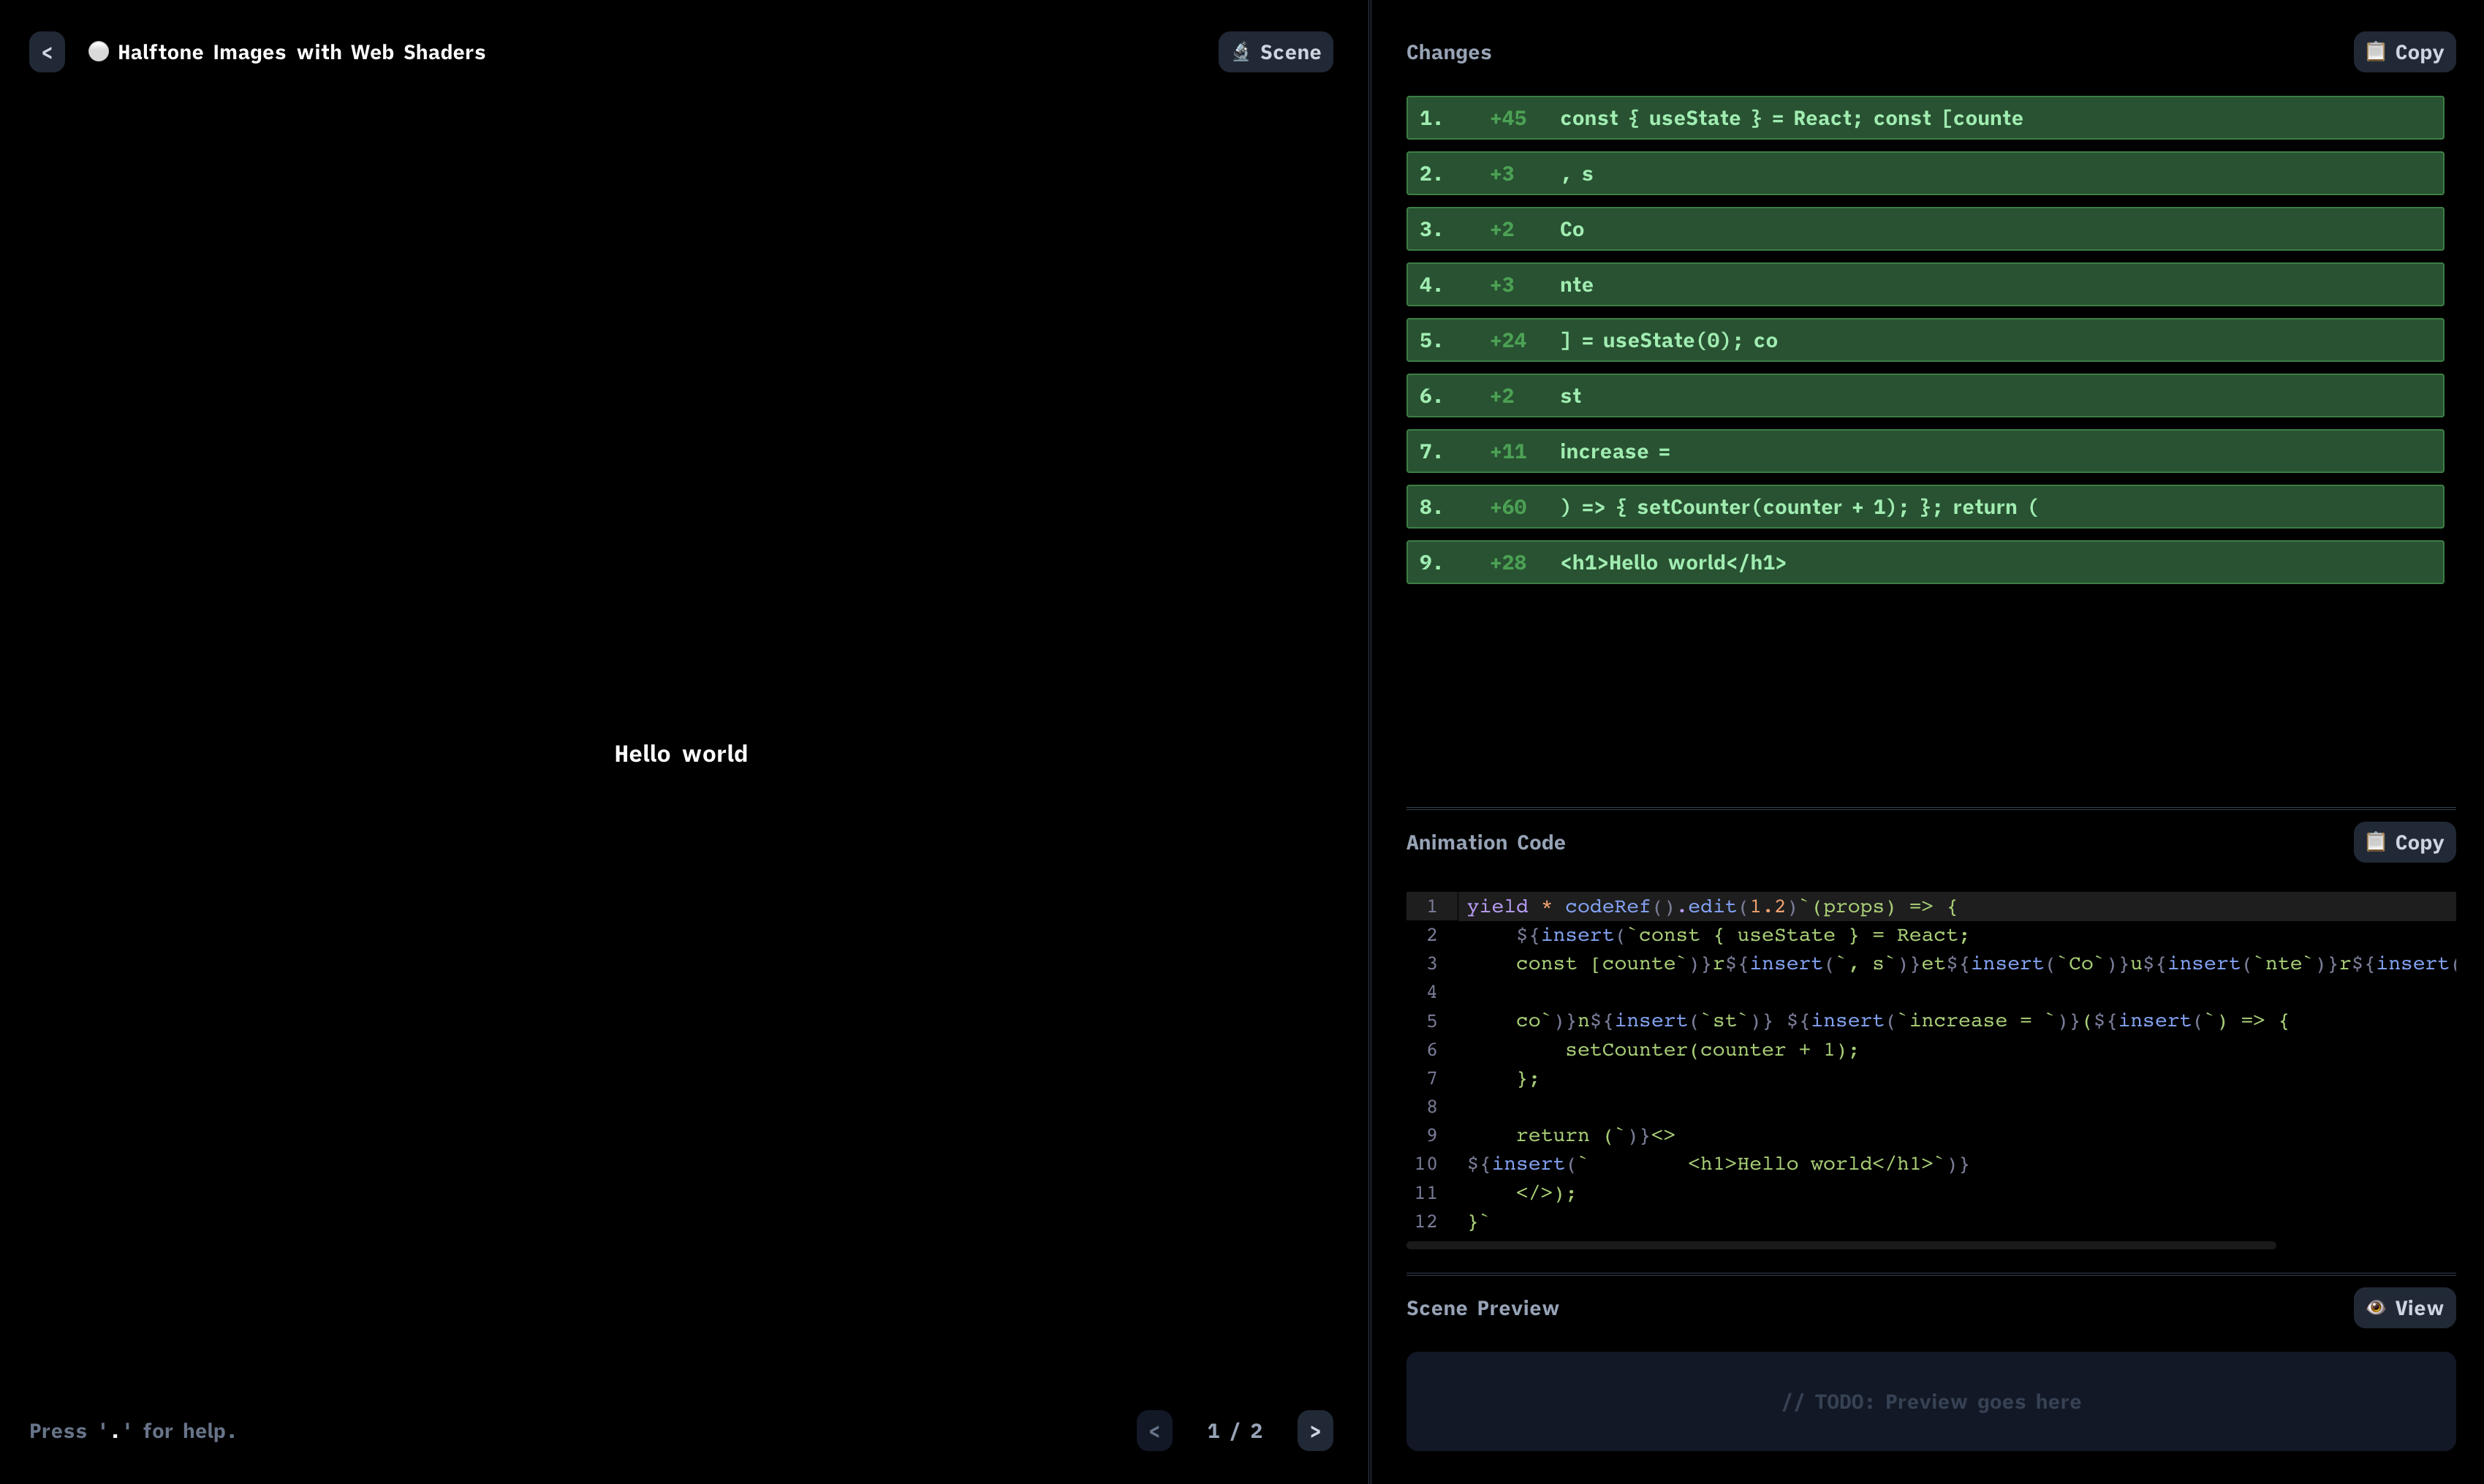 < Halftone Images with Web Shaders
Scene
Hello world
Press '.' for help.
< 1 / 2 >
Changes
Copy
1. +45 const { useState } = React; const [counte
2. +3 , s
3. +2 Co
4. +3 nte
5. +24 ] = useState(0); co
6. +2 st
7. +11 increase =
8. +60 ) => { setCounter(counter + 1); }; return (
9. +28 <h1>Hello world</h1>
Animation Code
Copy
1 yield * codeRef().edit(1.2)`(props) => {
2     ${insert(`const { useState } = React;
3     const [counte`)}r${insert(`, s`)}et${insert(`Co`)}u${insert(`nte`)}r${insert(
4
5     co`)}n${insert(`st`)} ${insert(`increase = `)}(${insert(`) => {
6         setCounter(counter + 1);
7     };
8
9     return (`)}<>
10 ${insert(`        <h1>Hello world</h1>`)}
11     </>);
12 }`
Scene Preview
View
// TODO: Preview goes here